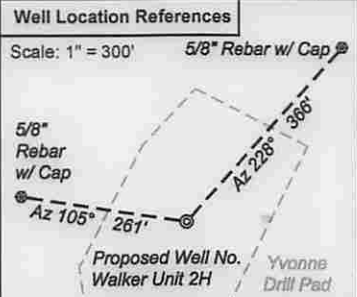 Well Location References
Scale: 1" = 300'
5/8" Rebar w/ Cap
5/8"
Rebar
w/ Cap
Az 228° 366'
Az 105° 261'
Proposed Well No.
Walker Unit 2H
Yvonne
Drill Pad